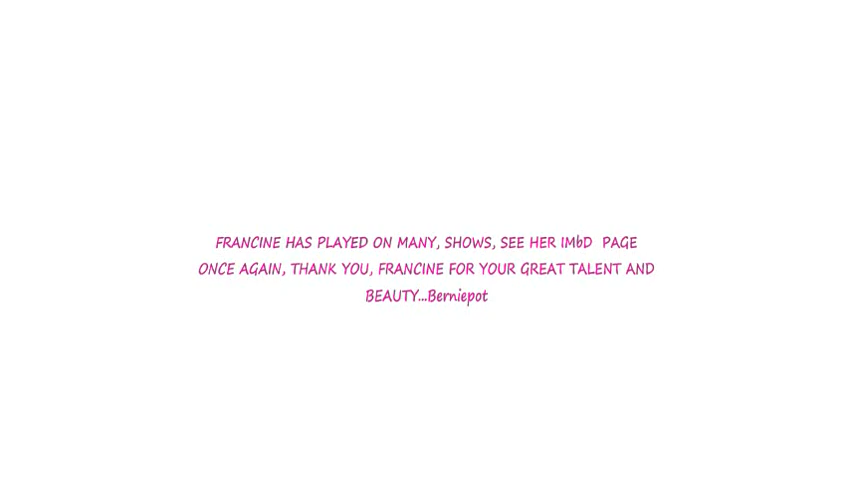 FRANCINE HAS PLAYED ON MANY, SHOWS, SEE HER IMbD  PAGE
ONCE AGAIN, THANK YOU, FRANCINE FOR YOUR GREAT TALENT AND
BEAUTY...Berniepot